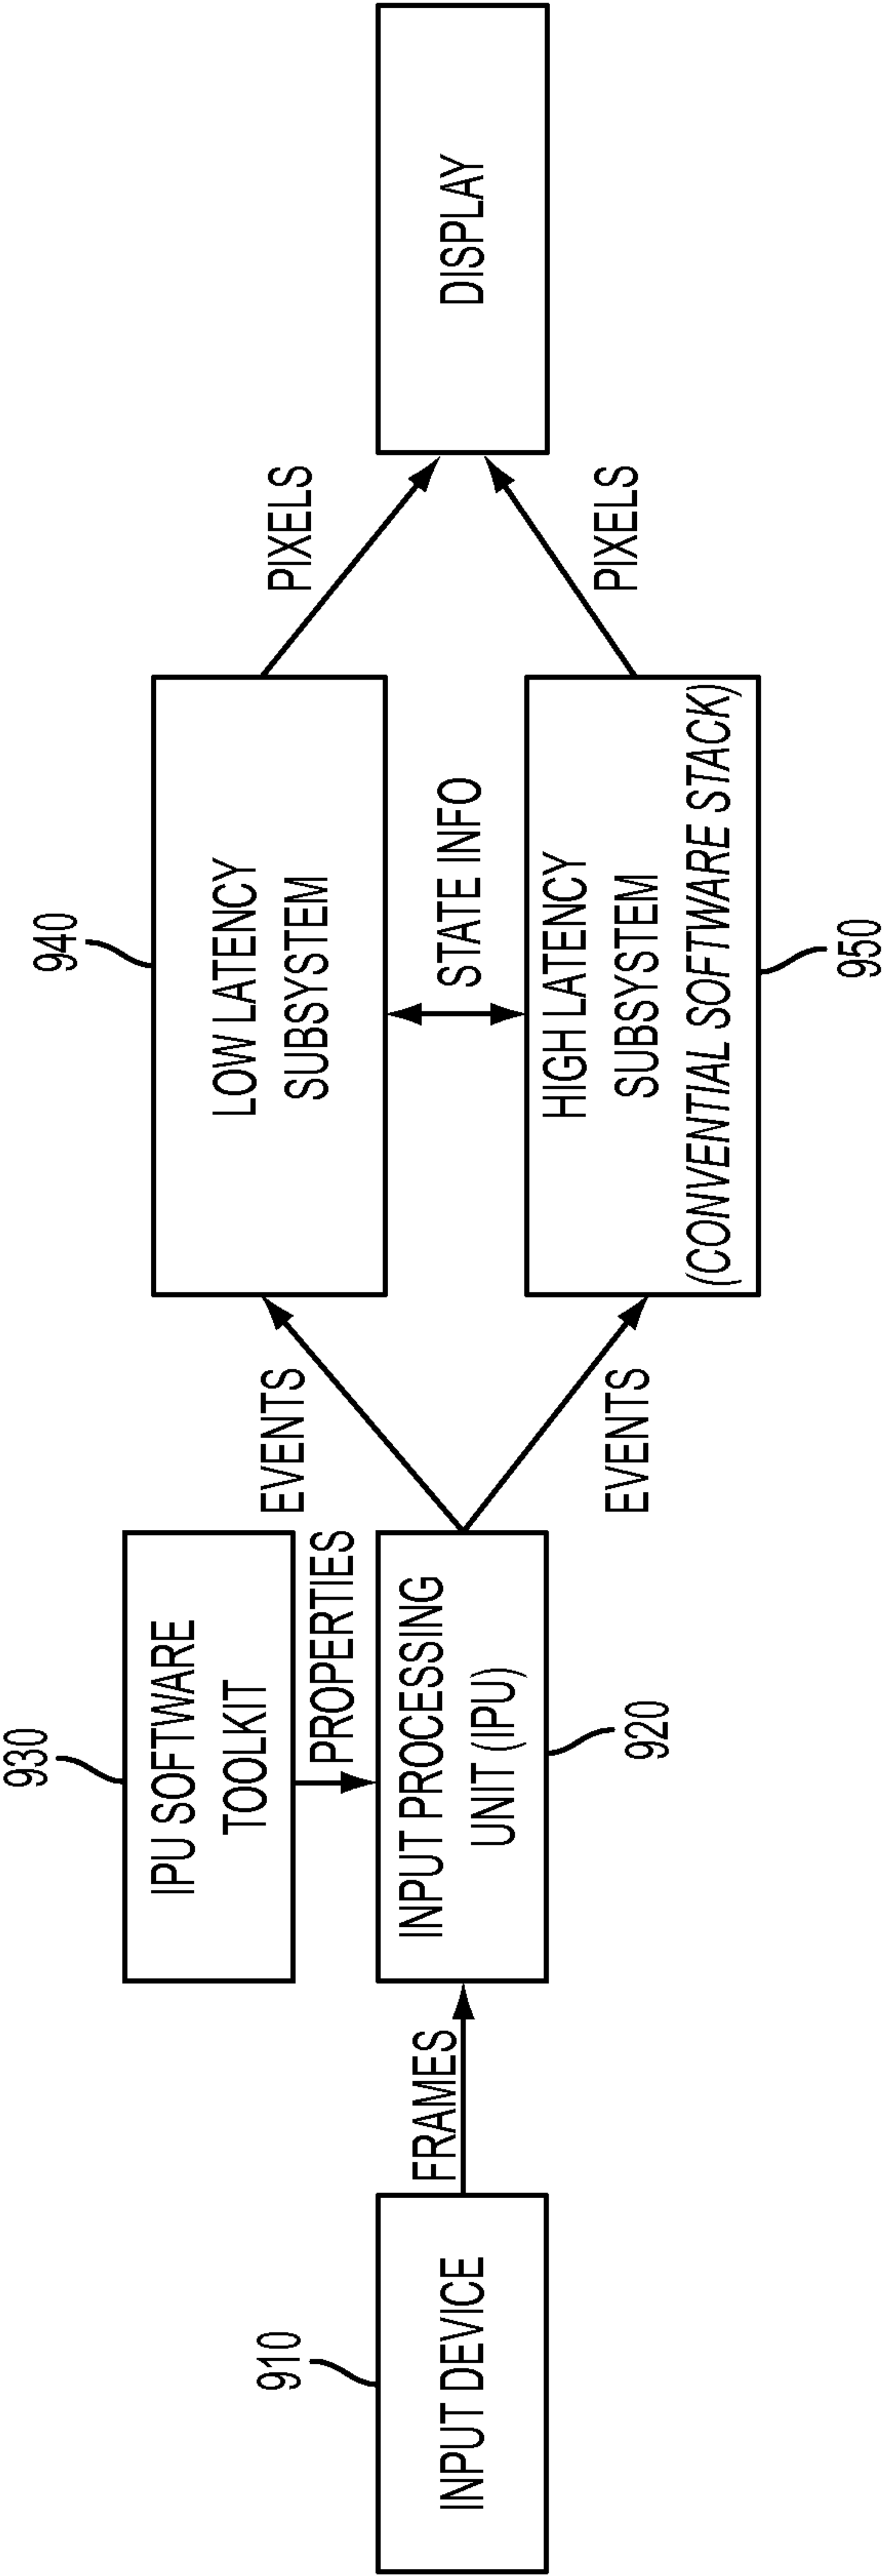 910
INPUT DEVICE
FRAMES
930
IPU SOFTWARE
TOOLKIT
PROPERTIES
INPUT PROCESSING
UNIT (IPU)
920
EVENTS
EVENTS
940
LOW LATENCY
SUBSYSTEM
STATE INFO
HIGH LATENCY
SUBSYSTEM
(CONVENTIAL SOFTWARE STACK)
950
PIXELS
PIXELS
DISPLAY